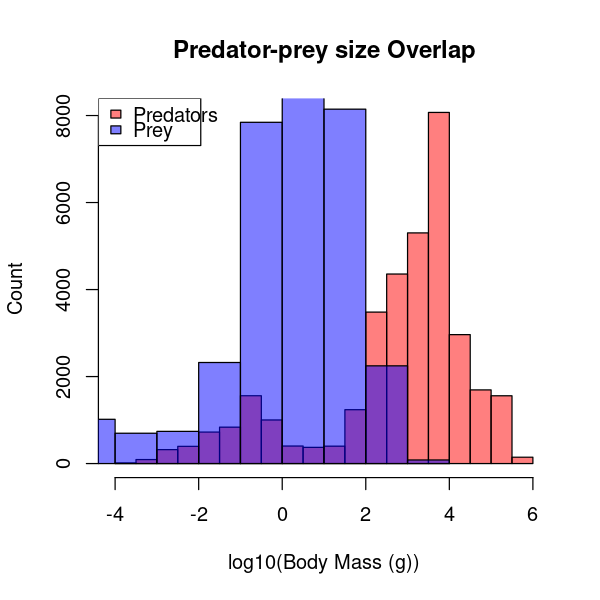 Predator-prey size Overlap
Predators
Prey
8000
6000
4000
2000
0
Count
-4 -2 0 2 4 6
log10(Body Mass (g))